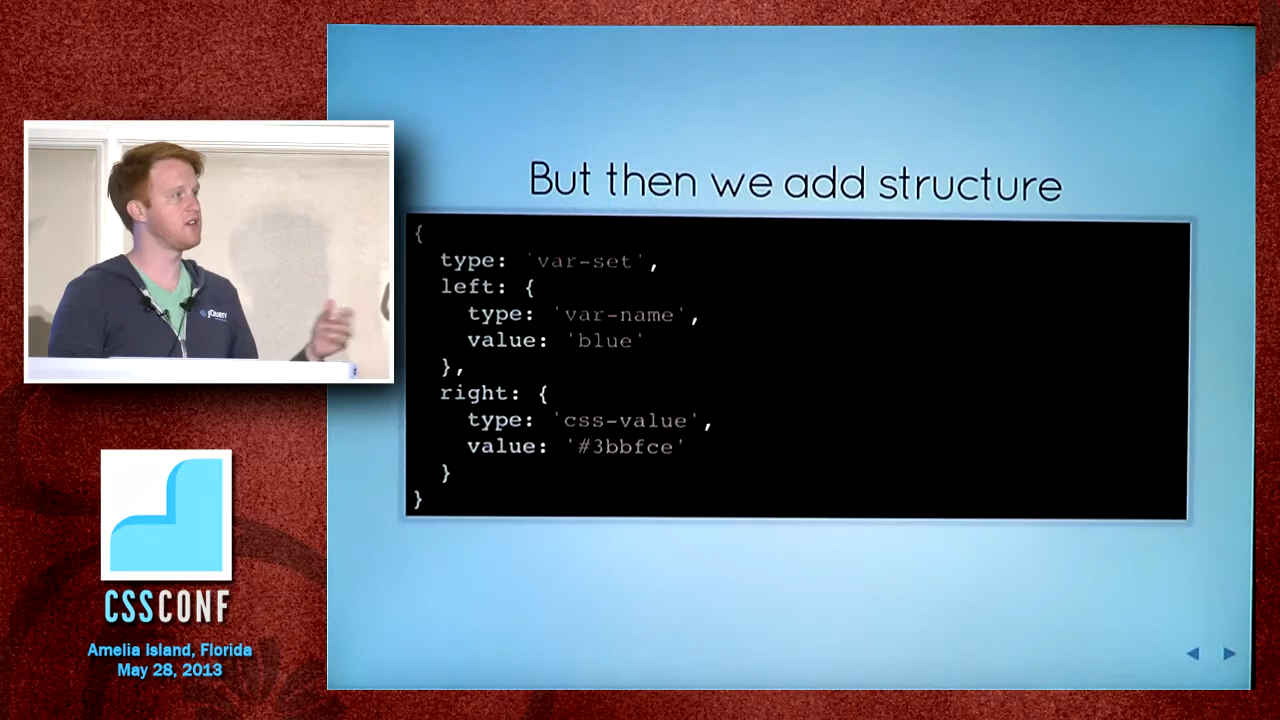 But then we add structure
{
type: 'var-set',
left: {
type: 'var-name',
value: 'blue'
},
right: {
type: 'css-value',
value: '#3bbfce'
}
}
jQuery
CSSCONF
Amelia Island, Florida
May 28, 2013